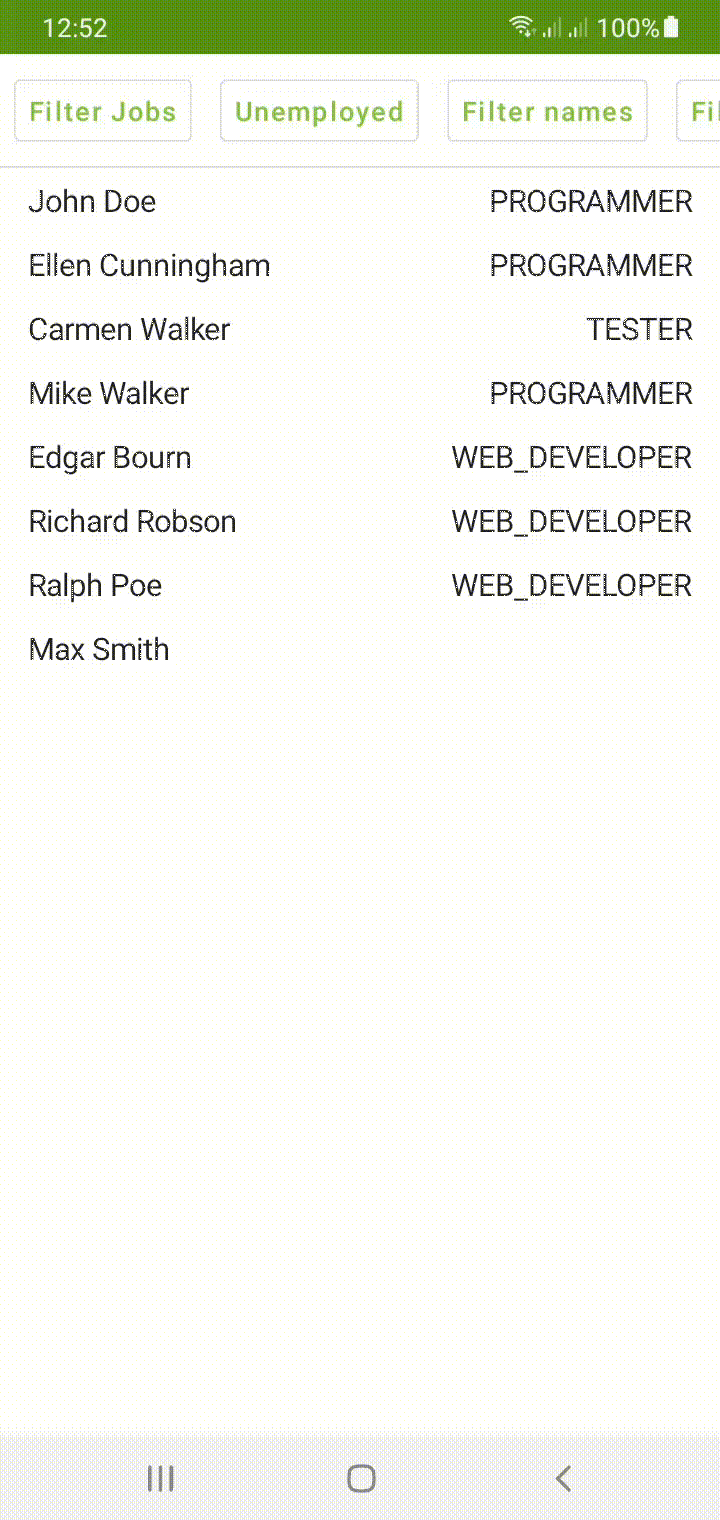 12:52 100%
Filter Jobs Unemployed Filter names Fil
John Doe PROGRAMMER
Ellen Cunningham PROGRAMMER
Carmen Walker TESTER
Mike Walker PROGRAMMER
Edgar Bourn WEB_DEVELOPER
Richard Robson WEB_DEVELOPER
Ralph Poe WEB_DEVELOPER
Max Smith